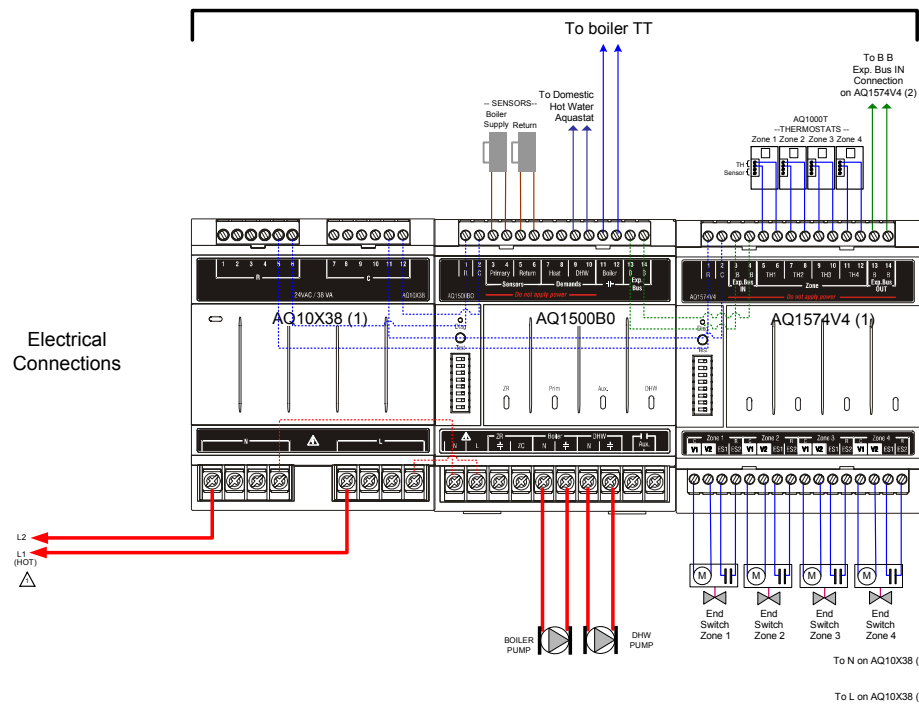 To boiler TT
To B B
Exp. Bus IN
Connection
on AQ1574V4 (2)
To Domestic
Hot Water
Aquastat
-- SENSORS--
Boiler
Supply Return
AQ1000T
--THERMOSTATS --
Zone 1 Zone 2 Zone 3 Zone 4
TH
Sensor
1 2 3 4 5 6 7 8 9 10 11 12
R C
24VAC / 38 VA AQ10X38
1 2 3 4 5 6 7 8 9 10 11 12 13 14
R C Primary Return Heat DHW Boiler B B
Sensors Demands Exp. Bus
AQ1500BO Do not apply power
1 2 3 4 5 6 7 8 9 10 11 12 13 14
R C B B TH1 TH2 TH3 TH4 B B
Exp.Bus IN Zone Exp.Bus OUT
AQ1574V4 Do not apply power
AQ10X38 (1)
AQ1500B0
AQ1574V4 (1)
Electrical
Connections
Diag
Test
ZR Prim Aux. DHW
N L
N L ZR ZC Boiler N DHW N Aux.
Zone 1 Zone 2 Zone 3 Zone 4
V1 V2 ES1 ES2 V1 V2 ES1 ES2 V1 V2 ES1 ES2 V1 V2 ES1 ES2
L2
L1
(HOT)
1
M M M M
End
Switch
Zone 1
End
Switch
Zone 2
End
Switch
Zone 3
End
Switch
Zone 4
BOILER
PUMP
DHW
PUMP
To N on AQ10X38 (
To L on AQ10X38 (